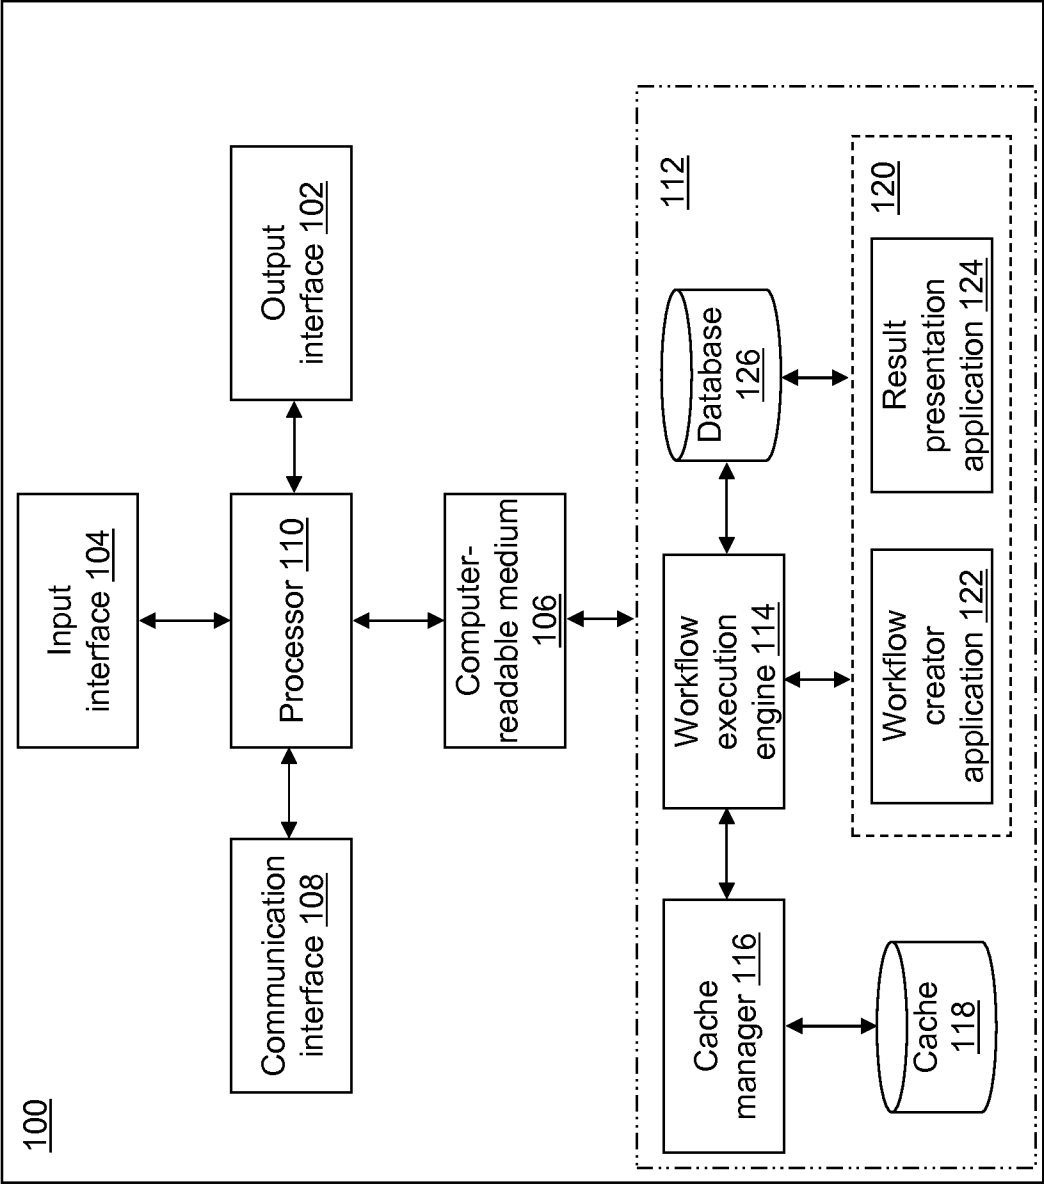 100
Input
interface 104
Communication
interface 108
Processor 110
Output
interface 102
Computer-
readable medium
106
112
Cache
manager 116
Workflow
execution
engine 114
Database
126
Cache
118
120
Workflow
creator
application 122
Result
presentation
application 124